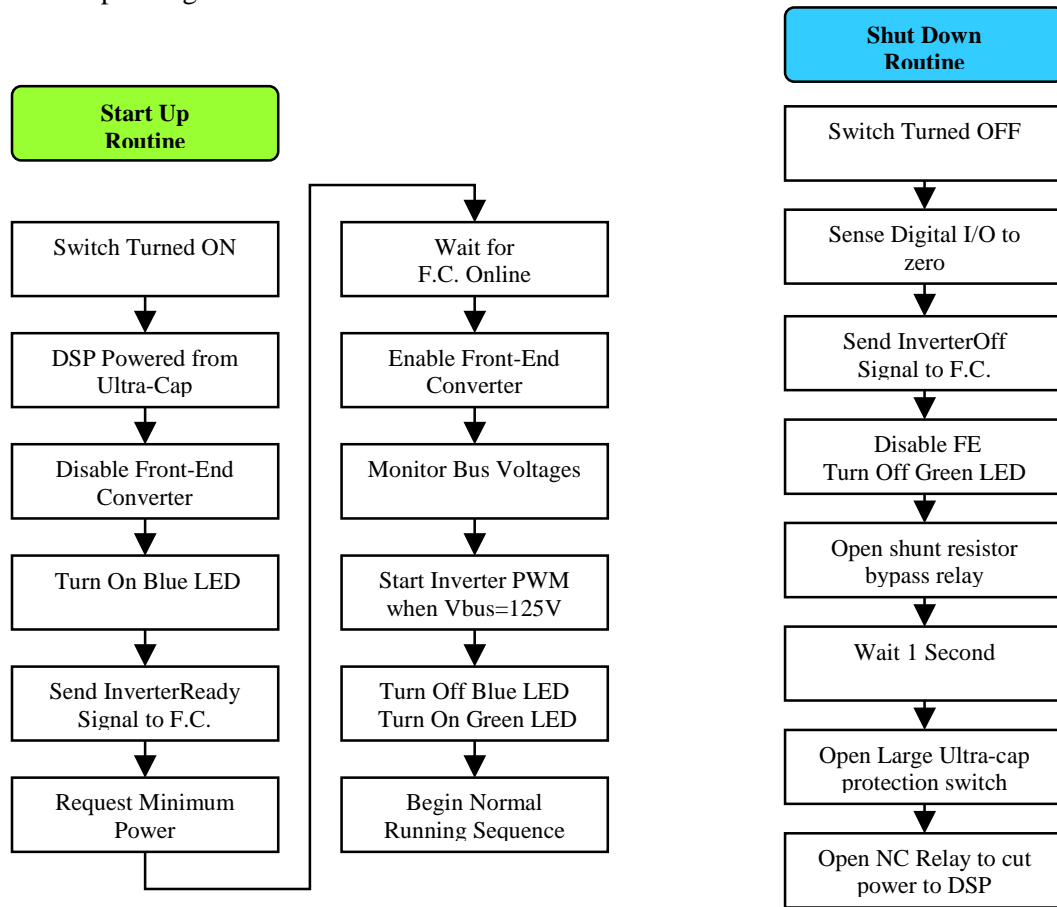 Start Up
Routine
Switch Turned ON
DSP Powered from
Ultra-Cap
Disable Front-End
Converter
Turn On Blue LED
Send InverterReady
Signal to F.C.
Request Minimum
Power
Wait for
F.C. Online
Enable Front-End
Converter
Monitor Bus Voltages
Start Inverter PWM
when Vbus=125V
Turn Off Blue LED
Turn On Green LED
Begin Normal
Running Sequence
Shut Down
Routine
Switch Turned OFF
Sense Digital I/O to
zero
Send InverterOff
Signal to F.C.
Disable FE
Turn Off Green LED
Open shunt resistor
bypass relay
Wait 1 Second
Open Large Ultra-cap
protection switch
Open NC Relay to cut
power to DSP